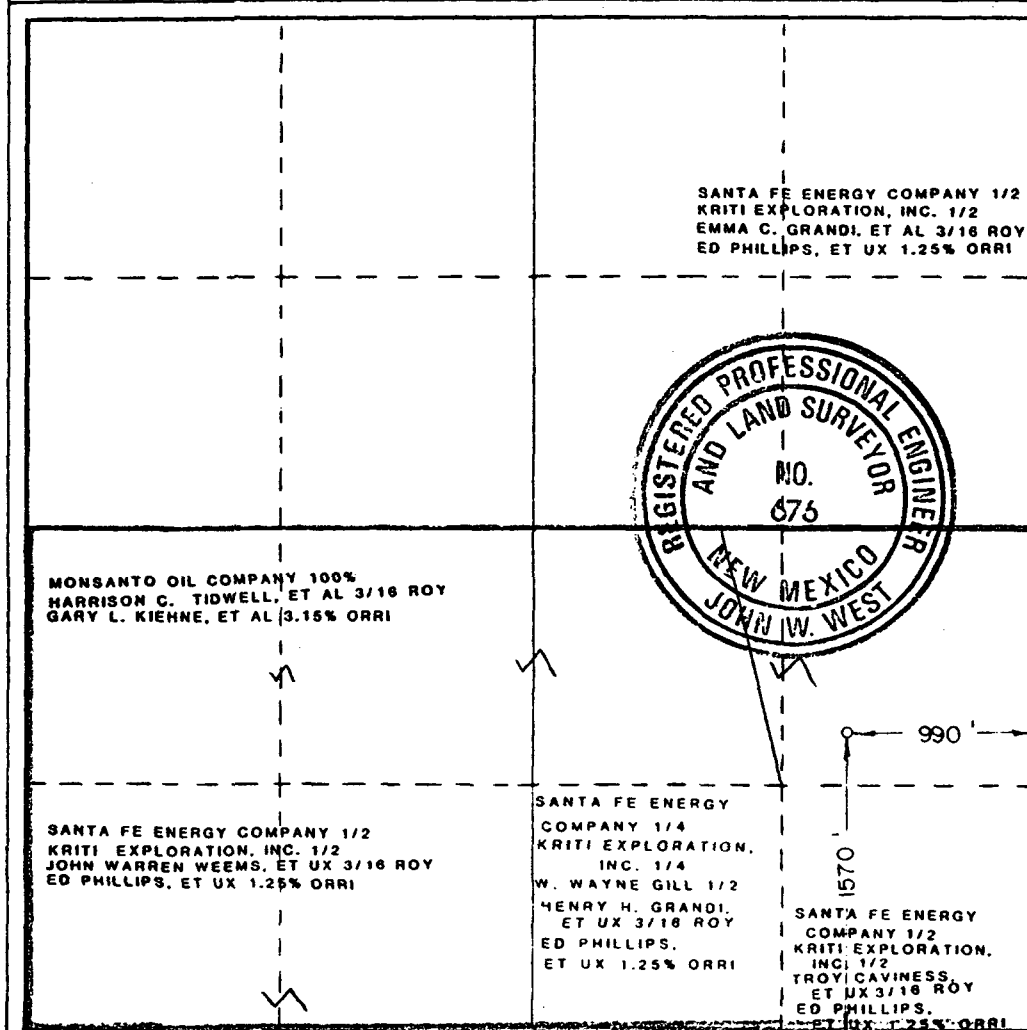 SANTA FE ENERGY COMPANY 1/2
KRITI EXPLORATION, INC. 1/2
EMMA C. GRANDI, ET AL 3/16 ROY
ED PHILLIPS, ET UX 1.25% ORRI
REGISTERED PROFESSIONAL ENGINEER
AND LAND SURVEYOR
NO.
676
NEW MEXICO
JOHN W. WEST
MONSANTO OIL COMPANY 100%
HARRISON C. TIDWELL, ET AL 3/16 ROY
GARY L. KIEHNE, ET AL 3.15% ORRI
990'
1570'
SANTA FE ENERGY COMPANY 1/2
KRITI EXPLORATION, INC. 1/2
JOHN WARREN WEEMS, ET UX 3/16 ROY
ED PHILLIPS, ET UX 1.25% ORRI
SANTA FE ENERGY
COMPANY 1/4
KRITI EXPLORATION,
INC. 1/4
W. WAYNE GILL 1/2
HENRY H. GRANDI,
ET UX 3/16 ROY
ED PHILLIPS,
ET UX 1.25% ORRI
SANTA FE ENERGY
COMPANY 1/2
KRITI EXPLORATION,
INC. 1/2
TROY CAVINESS,
ET UX 3/16 ROY
ED PHILLIPS,
ET UX 1.25% ORRI